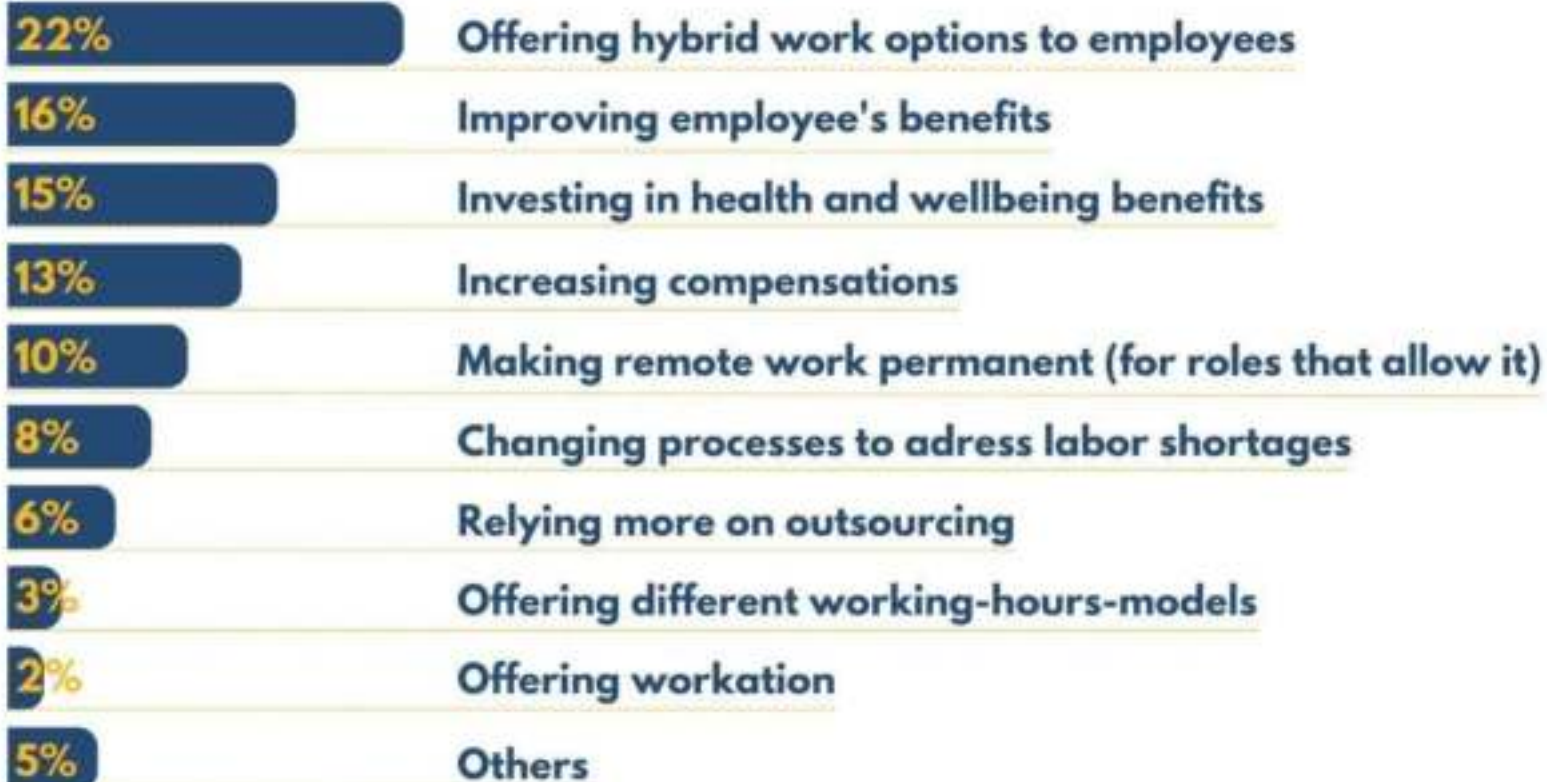 22% Offering hybrid work options to employees
16% Improving employee's benefits
15% Investing in health and wellbeing benefits
13% Increasing compensations
10% Making remote work permanent (for roles that allow it)
8% Changing processes to adress labor shortages
6% Relying more on outsourcing
3% Offering different working-hours-models
2% Offering workation
5% Others